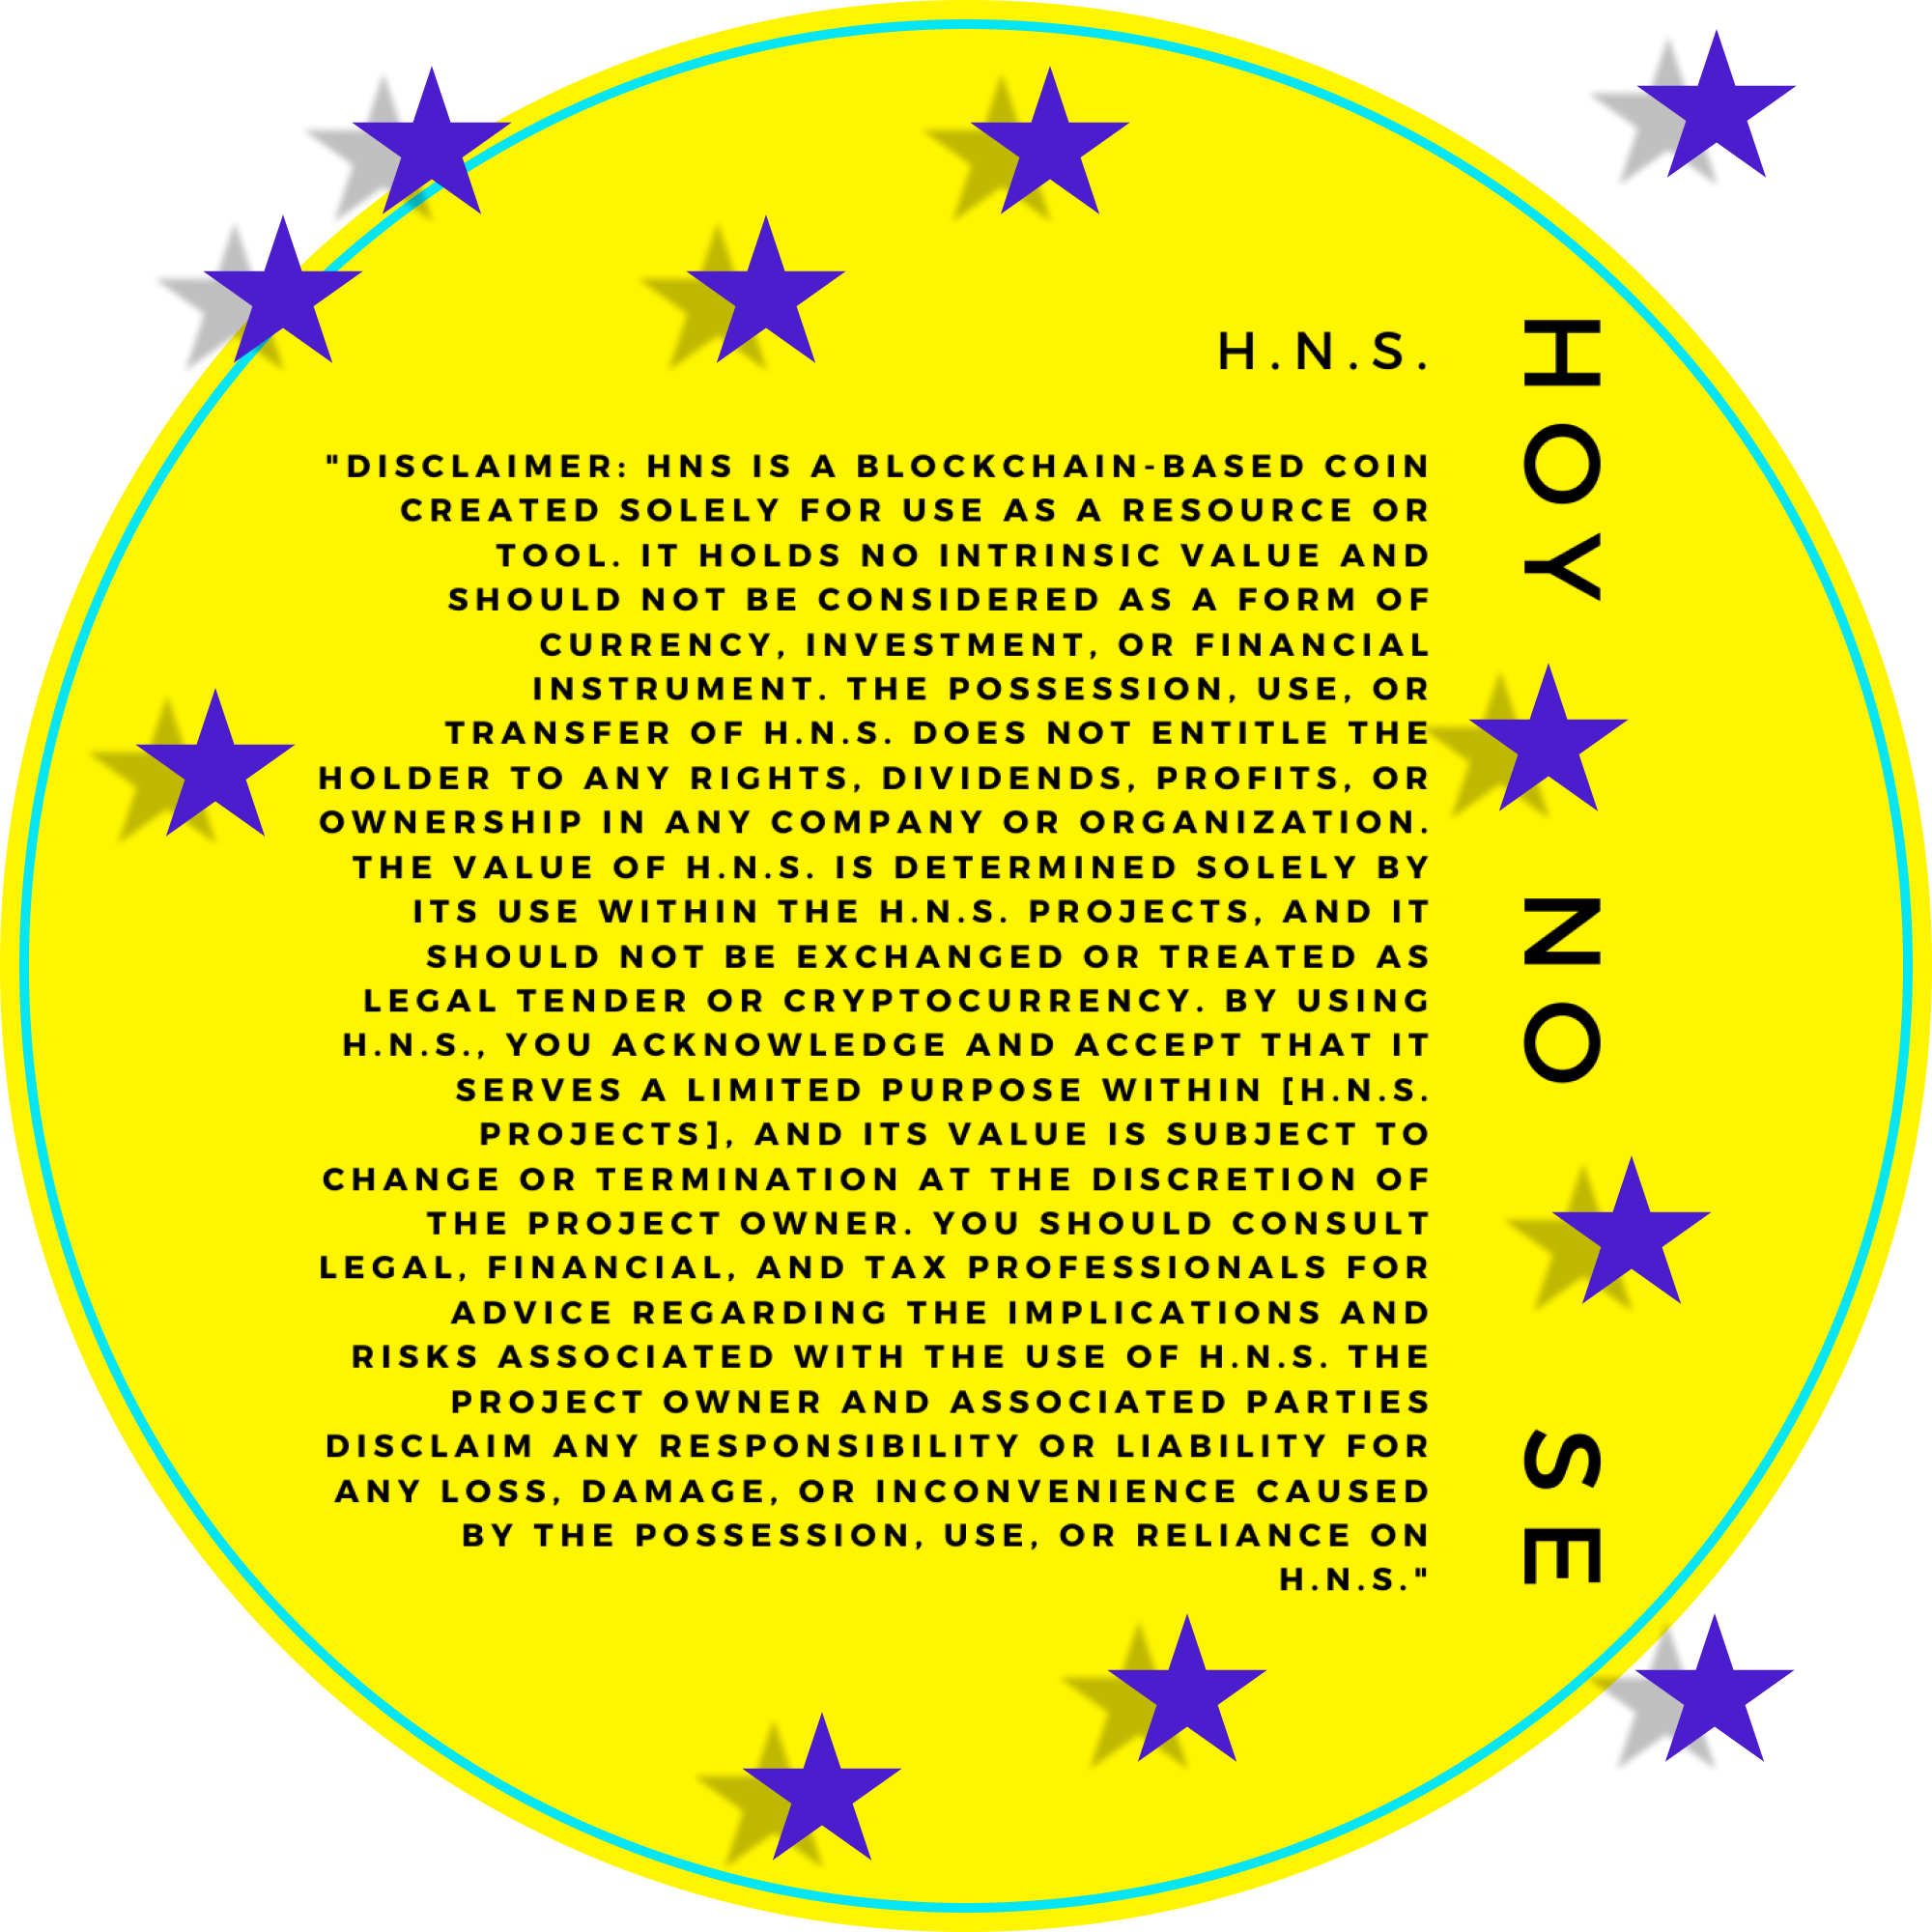 H.N.S.
"DISCLAIMER: HNS IS A BLOCKCHAIN-BASED COIN
CREATED SOLELY FOR USE AS A RESOURCE OR
TOOL. IT HOLDS NO INTRINSIC VALUE AND
SHOULD NOT BE CONSIDERED AS A FORM OF
CURRENCY, INVESTMENT, OR FINANCIAL
INSTRUMENT. THE POSSESSION, USE, OR
TRANSFER OF H.N.S. DOES NOT ENTITLE THE
HOLDER TO ANY RIGHTS, DIVIDENDS, PROFITS, OR
OWNERSHIP IN ANY COMPANY OR ORGANIZATION.
THE VALUE OF H.N.S. IS DETERMINED SOLELY BY
ITS USE WITHIN THE H.N.S. PROJECTS, AND IT
SHOULD NOT BE EXCHANGED OR TREATED AS
LEGAL TENDER OR CRYPTOCURRENCY. BY USING
H.N.S., YOU ACKNOWLEDGE AND ACCEPT THAT IT
SERVES A LIMITED PURPOSE WITHIN [H.N.S.
PROJECTS], AND ITS VALUE IS SUBJECT TO
CHANGE OR TERMINATION AT THE DISCRETION OF
THE PROJECT OWNER. YOU SHOULD CONSULT
LEGAL, FINANCIAL, AND TAX PROFESSIONALS FOR
ADVICE REGARDING THE IMPLICATIONS AND
RISKS ASSOCIATED WITH THE USE OF H.N.S. THE
PROJECT OWNER AND ASSOCIATED PARTIES
DISCLAIM ANY RESPONSIBILITY OR LIABILITY FOR
ANY LOSS, DAMAGE, OR INCONVENIENCE CAUSED
BY THE POSSESSION, USE, OR RELIANCE ON
H.N.S."
HOY NO SE